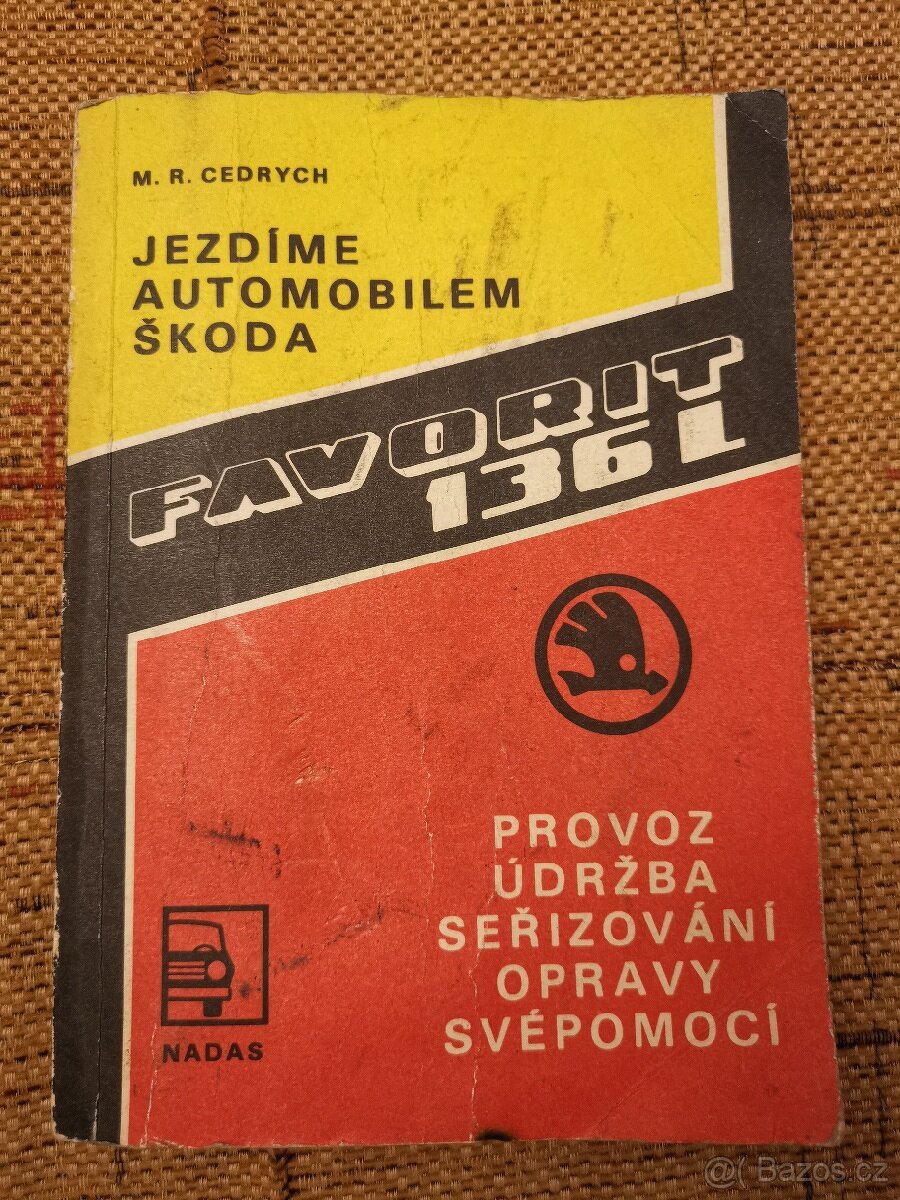 M. R. CEDRYCH
JEZDÍME
AUTOMOBILEM
ŠKODA
FAVORIT
136 L
PROVOZ
ÚDRŽBA
SEŘIZOVÁNÍ
OPRAVY
SVÉPOMOCÍ
NADAS
@( Bazos.cz